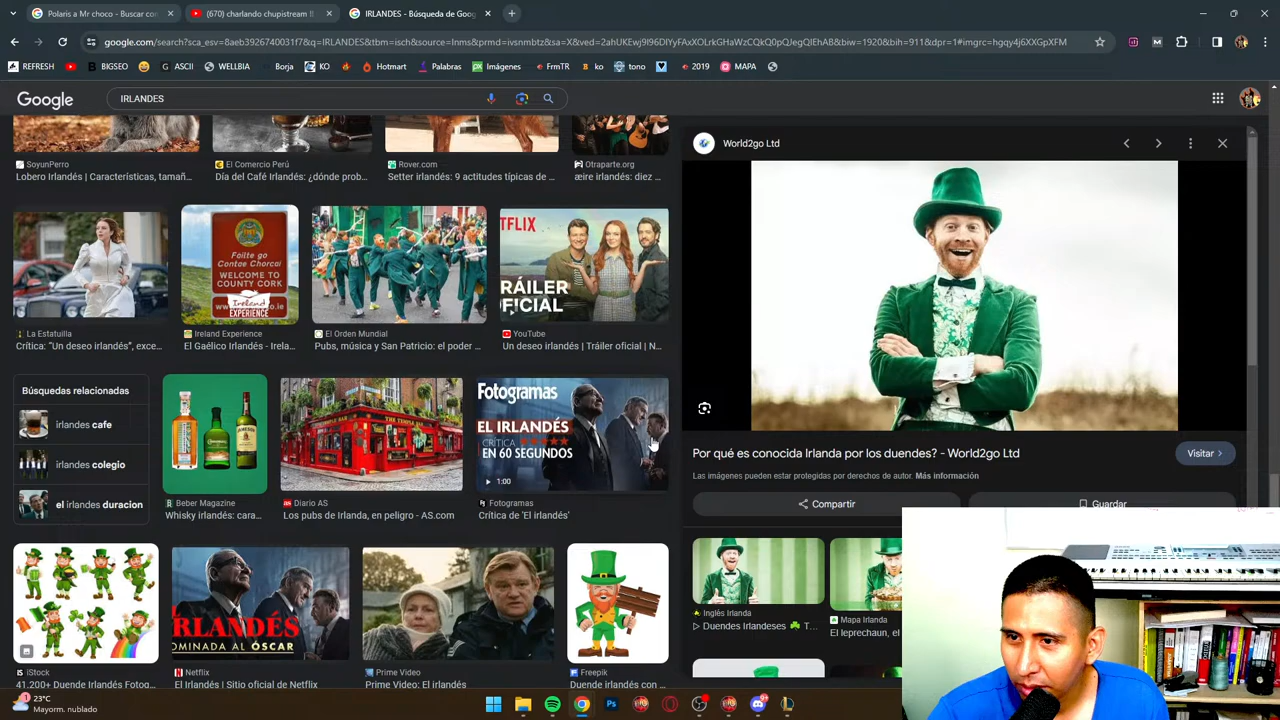 Polaris a Mr choco - Buscar con
(670) charlando chupistream !!
IRLANDES - Búsqueda de Goog
google.com/search?sca_esv=8aeb3926740031f7&q=IRLANDES&tbm=isch&source=lnms&prmd=ivsnmbtz&sa=X&ved=2ahUKEwj9l96DlYyFAxXOLrkGHaWzCkQQ0pQJegQIEhAB&biw=1920&bih=911&dpr=1#imgrc=hgqy4j6XXGpXFM
REFRESH
BIGSEO
ASCII
WELLBIA
Borja
KO
Hotmart
Palabras
Imágenes
FrmTR
ko
tono
2019
MAPA
Google
IRLANDES
SoyunPerro
Lobero Irlandés | Características, tamañ...
El Comercio Perú
Día del Café Irlandés: ¿dónde prob...
Rover.com
Setter irlandés: 9 actitudes típicas de ...
Otraparte.org
æire irlandés: diez ...
World2go Ltd
Fáilte go
Contae Chorcaí
WELCOME TO
COUNTY CORK
Ireland
EXPERIENCE
TFLIX
RÁILER
OFICIAL
La Estatuilla
Crítica: “Un deseo irlandés”, exce...
Ireland Experience
El Gaélico Irlandés - Irela...
El Orden Mundial
Pubs, música y San Patricio: el poder ...
YouTube
Un deseo irlandés | Tráiler oficial | N...
Búsquedas relacionadas
irlandes cafe
irlandes colegio
el irlandes duracion
THE TEMPLE BAR
Fotogramas
EL IRLANDÉS
CRÍTICA
EN 60 SEGUNDOS
1:00
Beber Magazine
Whisky irlandés: cara...
Diario AS
Los pubs de Irlanda, en peligro - AS.com
Fotogramas
Crítica de 'El irlandés'
Por qué es conocida Irlanda por los duendes? - World2go Ltd
Visitar
Las imágenes pueden estar protegidas por derechos de autor. Más información
Compartir
Guardar
Inglés Irlanda
▷ Duendes Irlandeses ☘ T...
Mapa Irlanda
El leprechaun, el
IRLANDÉS
NOMINADA AL ÓSCAR
iStock
41.200+ Duende Irlandés Fotog...
Netflix
El Irlandés | Sitio oficial de Netflix
Prime Video
Prime Video: El irlandés
Freepik
Duende irlandés con ...
23°C
Mayorm. nublado